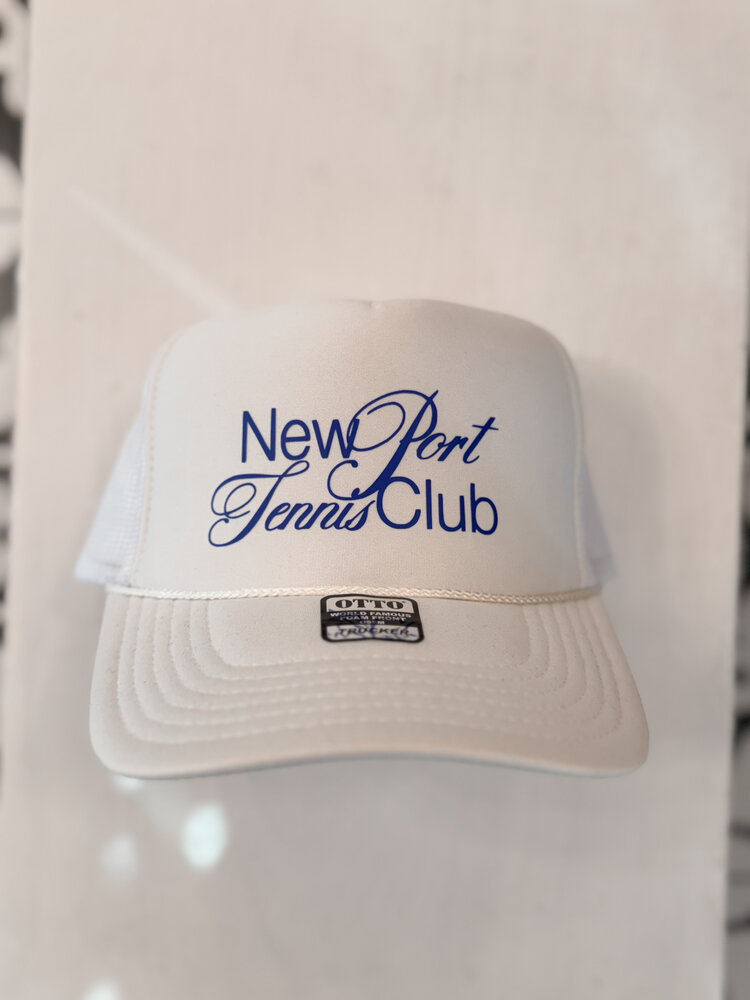 New Port
Tennis Club
OTTO
WORLD FAMOUS
FOAM FRONT
TRUCKER